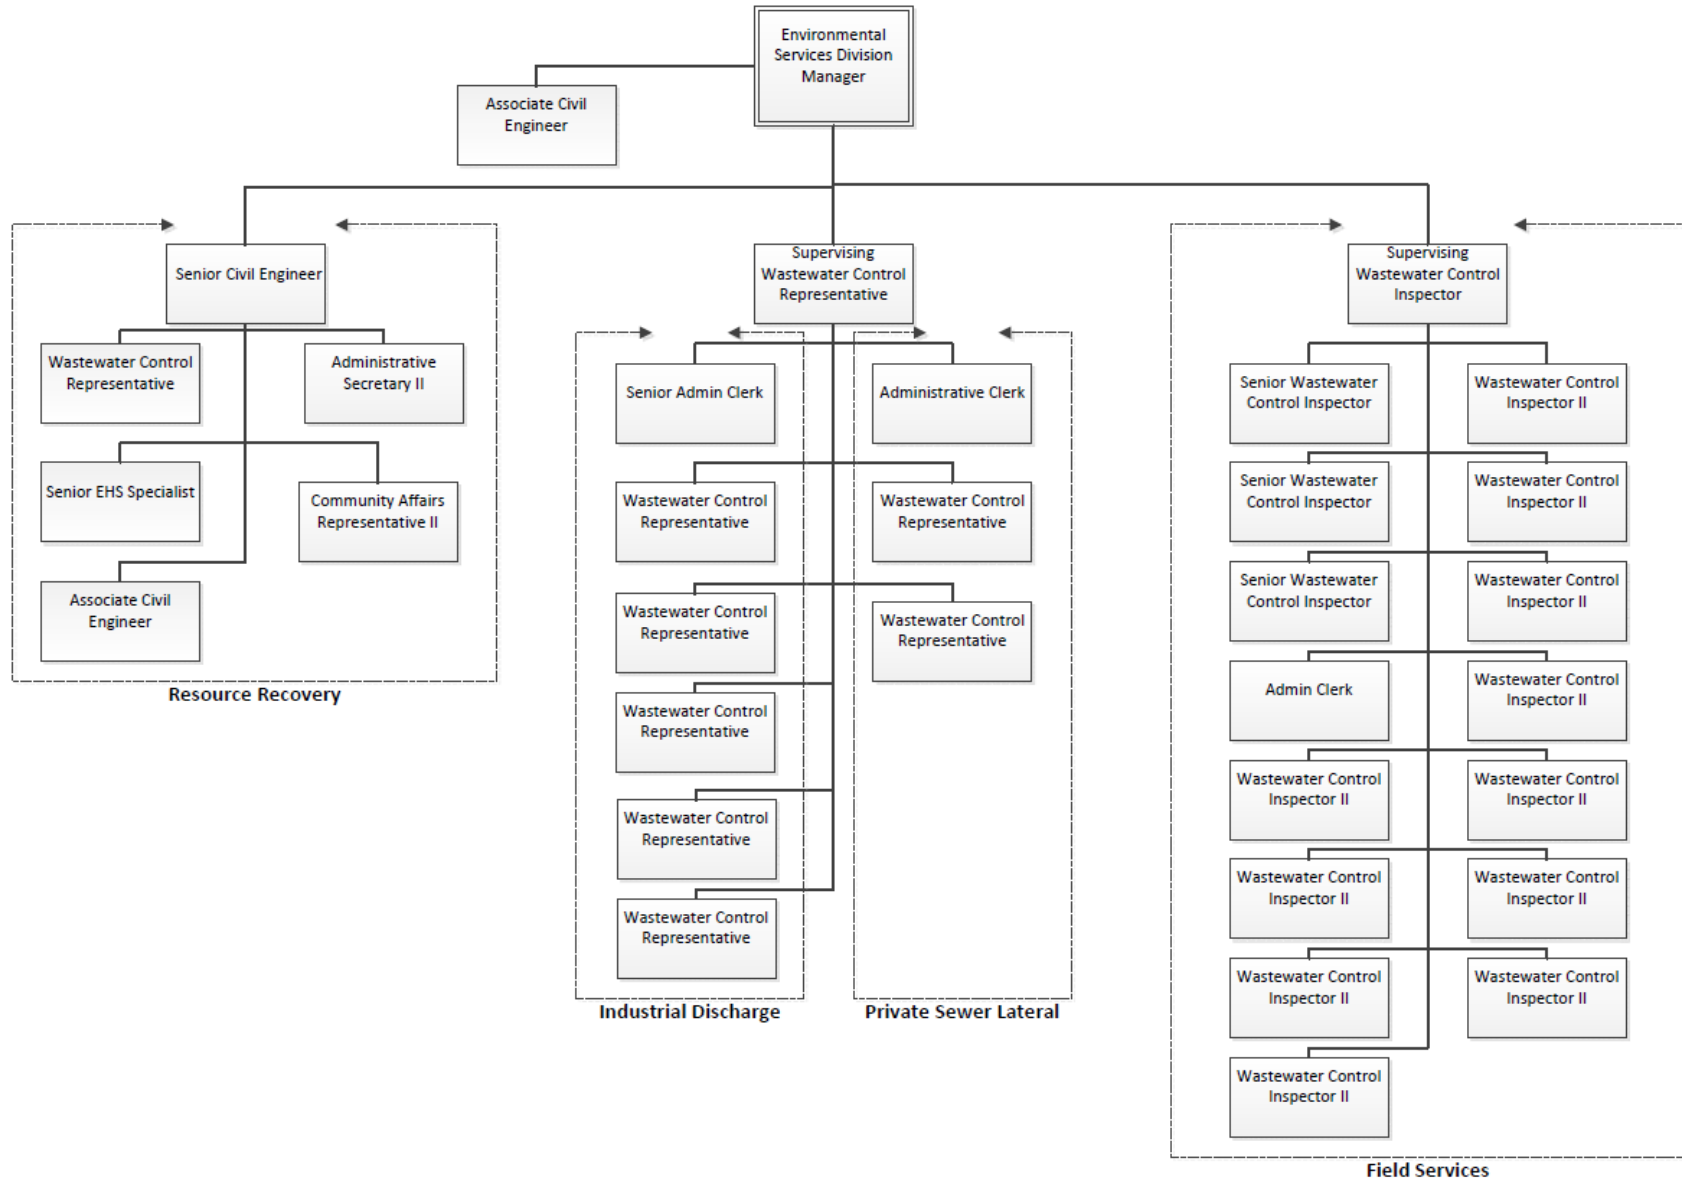 Environmental
Services Division
Manager
Associate Civil
Engineer
Senior Civil Engineer
Wastewater Control
Representative
Administrative
Secretary II
Senior EHS Specialist
Community Affairs
Representative II
Associate Civil
Engineer
Resource Recovery
Supervising
Wastewater Control
Representative
Senior Admin Clerk
Wastewater Control
Representative
Wastewater Control
Representative
Wastewater Control
Representative
Wastewater Control
Representative
Wastewater Control
Representative
Industrial Discharge
Administrative Clerk
Wastewater Control
Representative
Wastewater Control
Representative
Private Sewer Lateral
Supervising
Wastewater Control
Inspector
Senior Wastewater
Control Inspector
Wastewater Control
Inspector II
Senior Wastewater
Control Inspector
Wastewater Control
Inspector II
Senior Wastewater
Control Inspector
Wastewater Control
Inspector II
Admin Clerk
Wastewater Control
Inspector II
Wastewater Control
Inspector II
Wastewater Control
Inspector II
Wastewater Control
Inspector II
Wastewater Control
Inspector II
Wastewater Control
Inspector II
Wastewater Control
Inspector II
Wastewater Control
Inspector II
Field Services